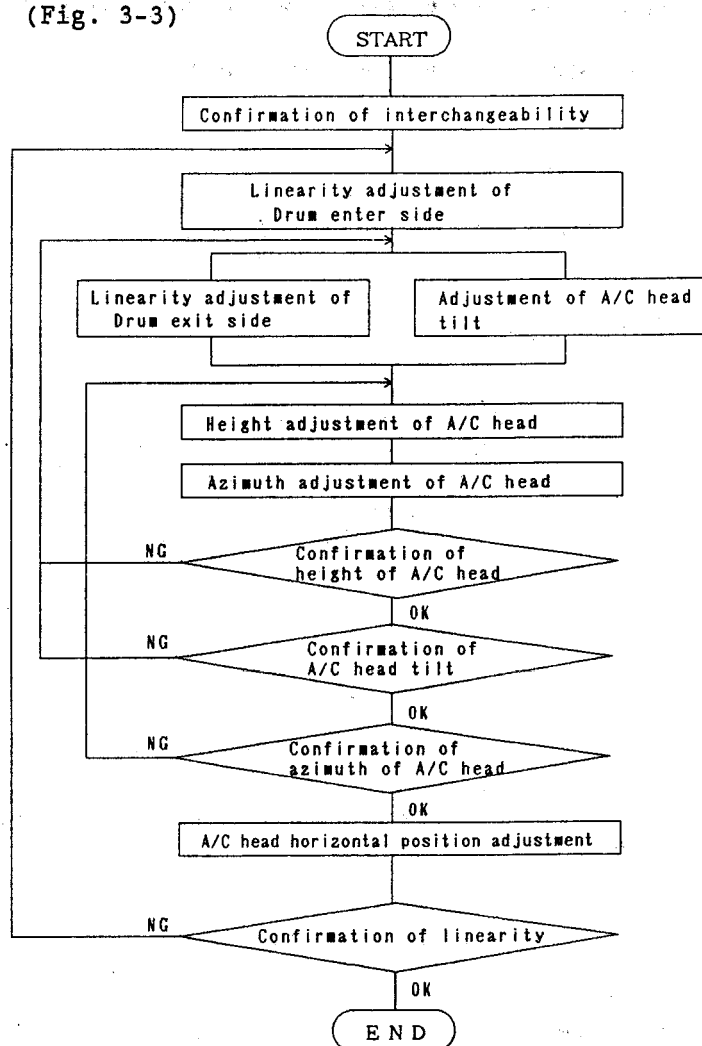 (Fig. 3-3)
START
Confirmation of interchangeability
Linearity adjustment of
Drum enter side
Linearity adjustment of
Drum exit side
Adjustment of A/C head
tilt
Height adjustment of A/C head
Azimuth adjustment of A/C head
NG
Confirmation of
height of A/C head
OK
NG
Confirmation of
A/C head tilt
OK
NG
Confirmation of
azimuth of A/C head
OK
A/C head horizontal position adjustment
NG
Confirmation of linearity
OK
END